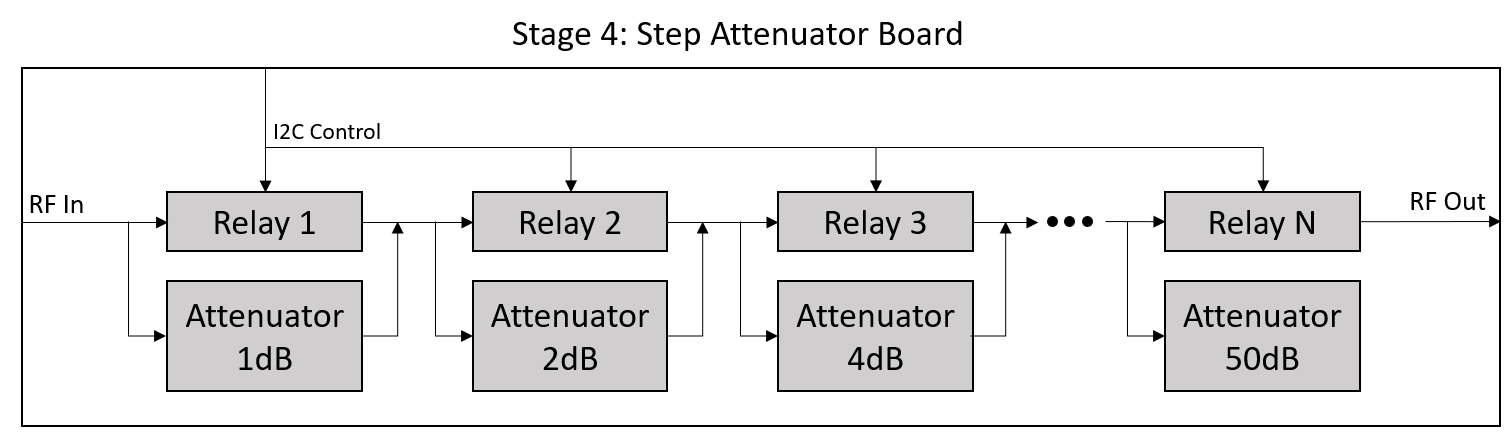 Stage 4: Step Attenuator Board
I2C Control
RF In
Relay 1
Relay 2
Relay 3
•••
Relay N
RF Out
Attenuator
1dB
Attenuator
2dB
Attenuator
4dB
Attenuator
50dB